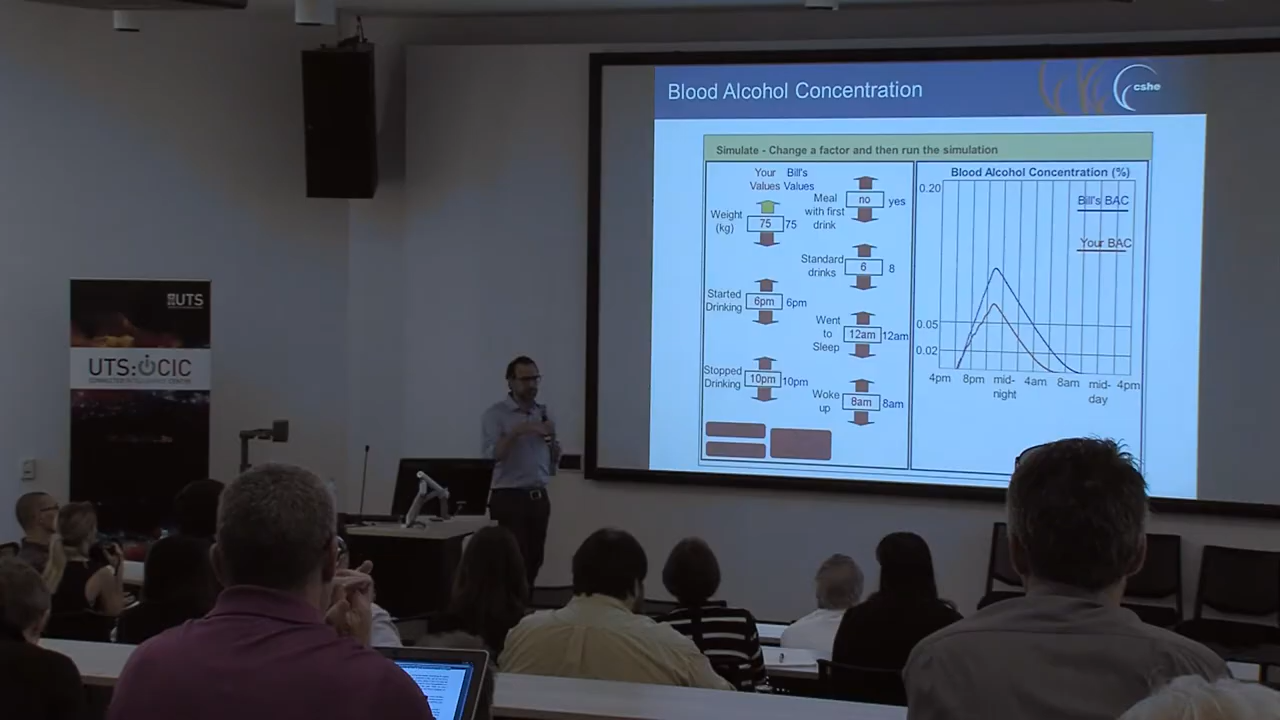 Blood Alcohol Concentration
cshe
Simulate - Change a factor and then run the simulation
Your Bill's
Values Values
Weight
(kg)
75
75
Started
Drinking
6pm
6pm
Stopped
Drinking
10pm
10pm
Meal
with first
drink
no
yes
Standard
drinks
6
8
Went
to
Sleep
12am
12am
Woke
up
8am
8am
Blood Alcohol Concentration (%)
0.20
Bill's BAC
Your BAC
0.05
0.02
4pm 8pm mid-night 4am 8am mid-day 4pm
UTS
UTS:CIC
CONNECTED INTELLIGENCE CENTRE